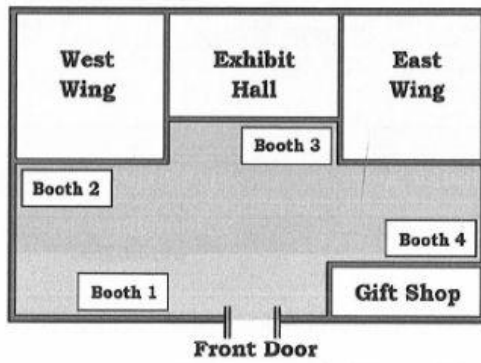 West
Wing
Exhibit
Hall
East
Wing
Booth 3
Booth 2
Booth 4
Booth 1
Gift Shop
Front Door